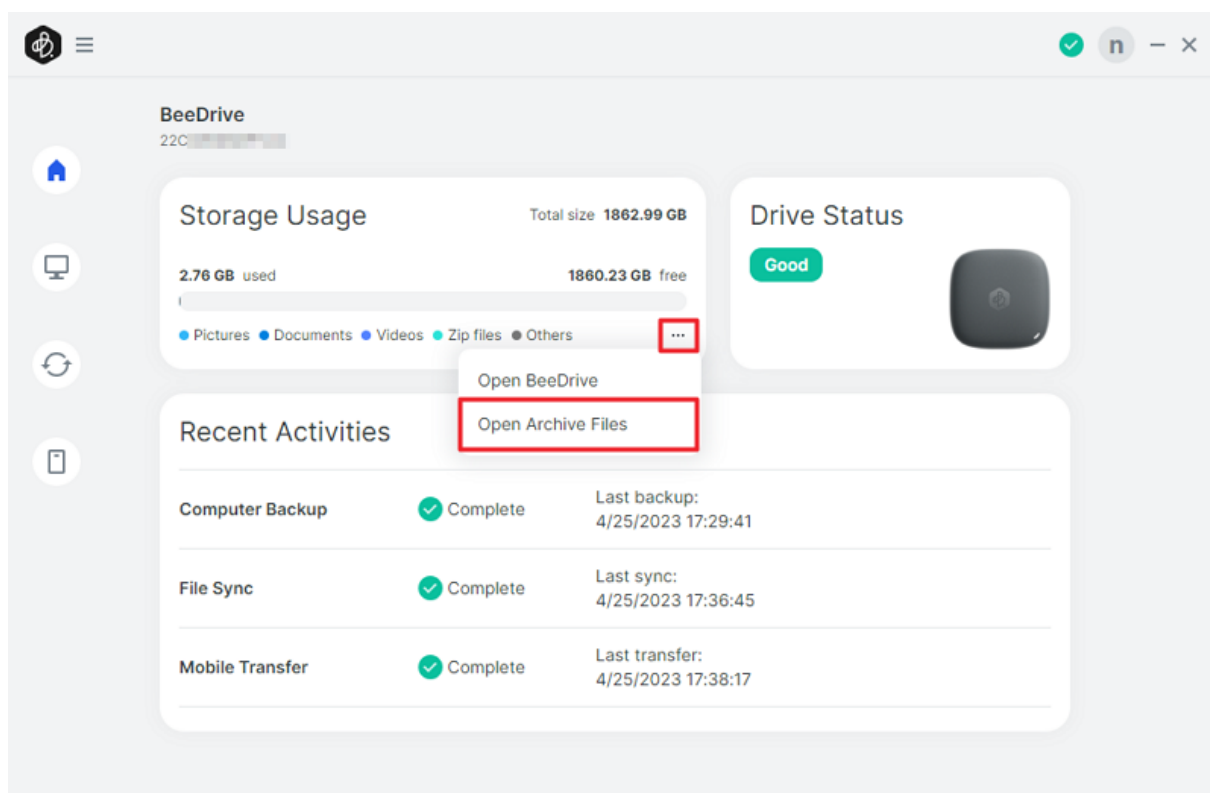 n
BeeDrive
22C
Storage Usage
Total size 1862.99 GB
2.76 GB used
1860.23 GB free
Pictures Documents Videos Zip files Others ...
Open BeeDrive
Open Archive Files
Drive Status
Good
Recent Activities
Computer Backup
Complete
Last backup:
4/25/2023 17:29:41
File Sync
Complete
Last sync:
4/25/2023 17:36:45
Mobile Transfer
Complete
Last transfer:
4/25/2023 17:38:17